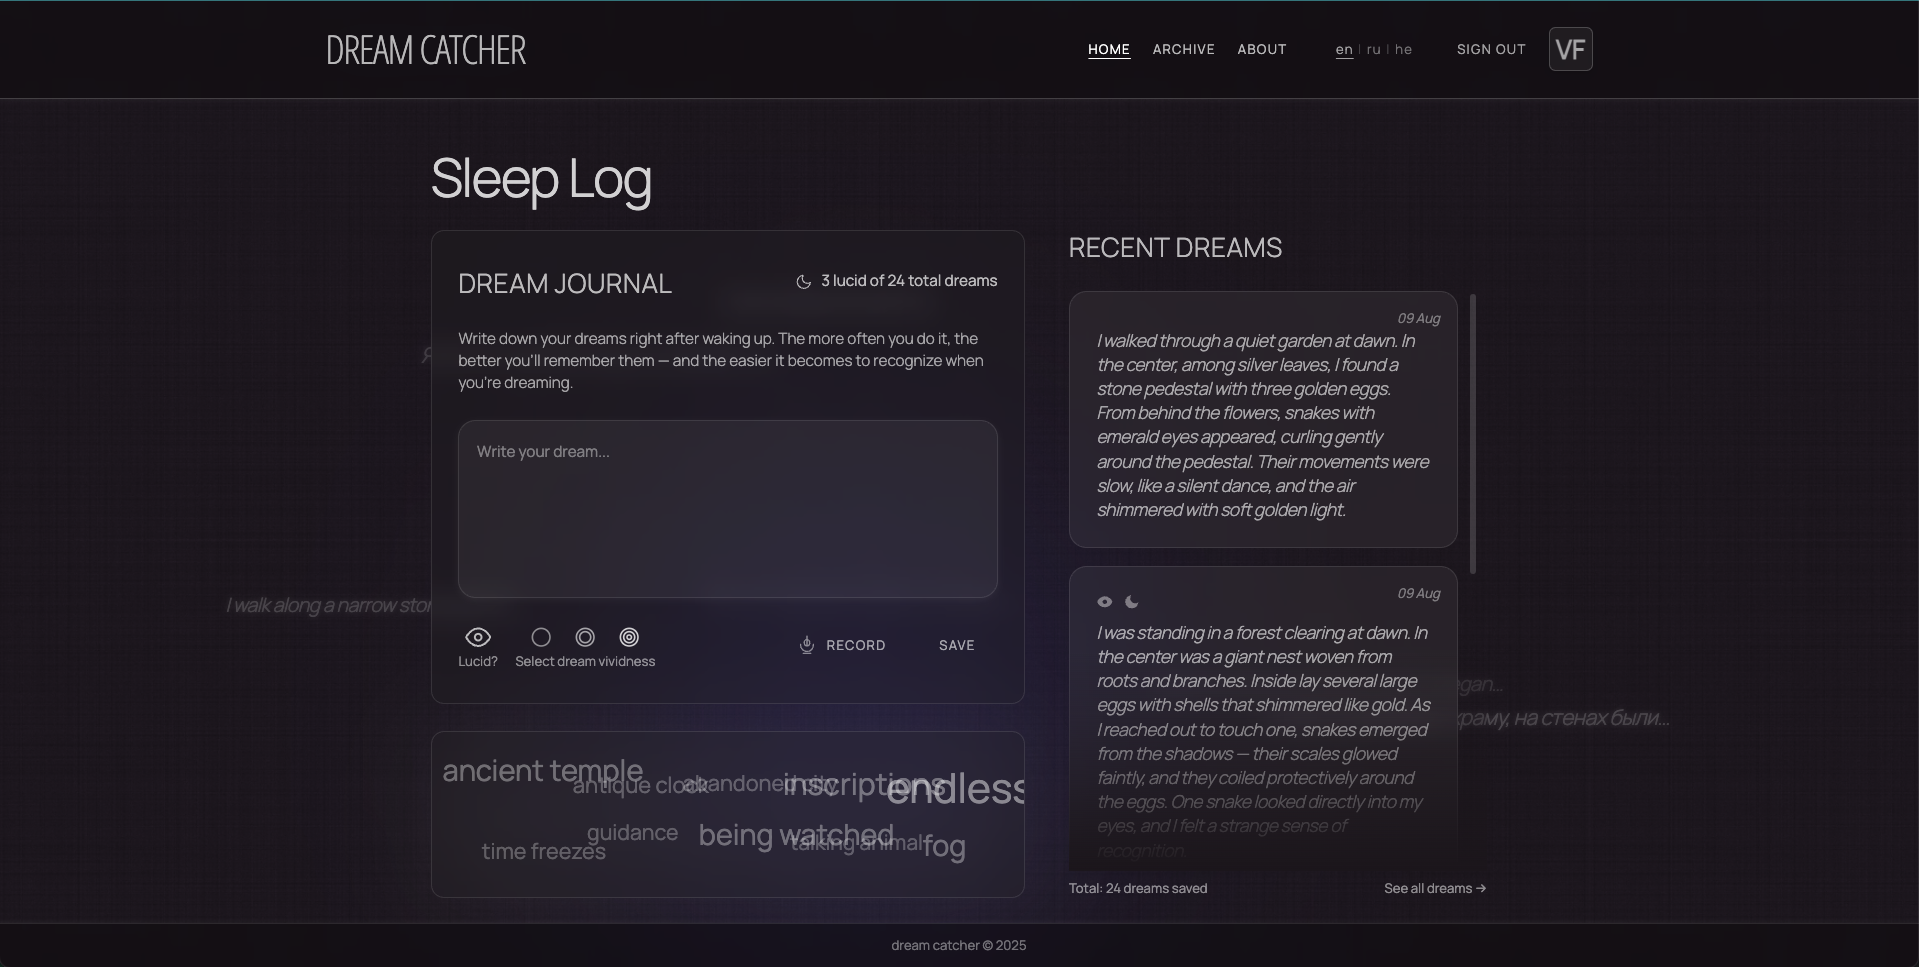 DREAM CATCHER
HOME ARCHIVE ABOUT en | ru | he SIGN OUT VF
Sleep Log
DREAM JOURNAL
3 lucid of 24 total dreams
Write down your dreams right after waking up. The more often you do it, the
better you'll remember them — and the easier it becomes to recognize when
you're dreaming.
Write your dream...
Lucid?
Select dream vividness
RECORD
SAVE
ancient temple
antique clock
abandoned city
inscriptions
endless
guidance
being watched
talking animal
fog
time freezes
RECENT DREAMS
09 Aug
I walked through a quiet garden at dawn. In
the center, among silver leaves, I found a
stone pedestal with three golden eggs.
From behind the flowers, snakes with
emerald eyes appeared, curling gently
around the pedestal. Their movements were
slow, like a silent dance, and the air
shimmered with soft golden light.
09 Aug
I was standing in a forest clearing at dawn. In
the center was a giant nest woven from
roots and branches. Inside lay several large
eggs with shells that shimmered like gold. As
I reached out to touch one, snakes emerged
from the shadows — their scales glowed
faintly, and they coiled protectively around
the eggs. One snake looked directly into my
eyes, and I felt a strange sense of
recognition.
Total: 24 dreams saved
See all dreams →
Я
I walk along a narrow stor
egan...
храму, на стенах были...
dream catcher © 2025